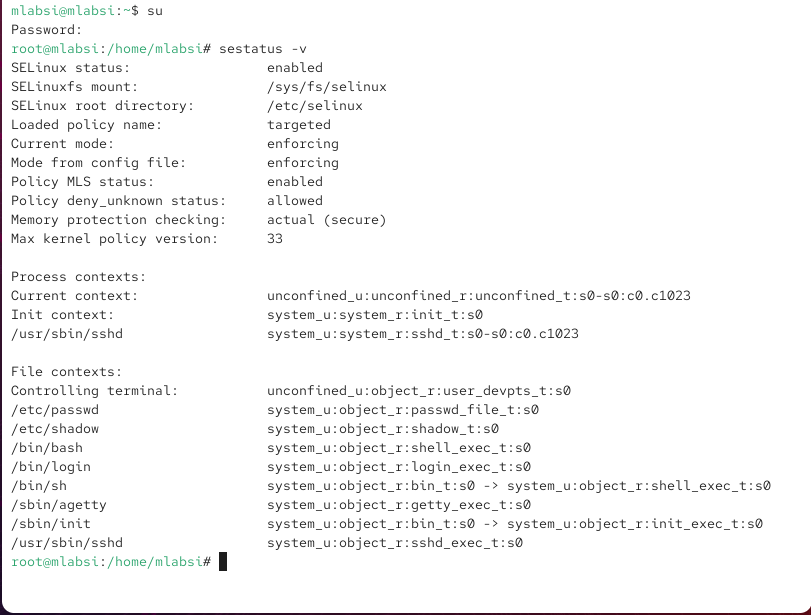 mlabsi@mlabsi:~$ su
Password:
root@mlabsi:/home/mlabsi# sestatus -v
SELinux status:                 enabled
SELinuxfs mount:                /sys/fs/selinux
SELinux root directory:         /etc/selinux
Loaded policy name:             targeted
Current mode:                   enforcing
Mode from config file:          enforcing
Policy MLS status:              enabled
Policy deny_unknown status:     allowed
Memory protection checking:     actual (secure)
Max kernel policy version:      33

Process contexts:
Current context:                unconfined_u:unconfined_r:unconfined_t:s0-s0:c0.c1023
Init context:                   system_u:system_r:init_t:s0
/usr/sbin/sshd                  system_u:system_r:sshd_t:s0-s0:c0.c1023

File contexts:
Controlling terminal:           unconfined_u:object_r:user_devpts_t:s0
/etc/passwd                     system_u:object_r:passwd_file_t:s0
/etc/shadow                     system_u:object_r:shadow_t:s0
/bin/bash                       system_u:object_r:shell_exec_t:s0
/bin/login                      system_u:object_r:login_exec_t:s0
/bin/sh                         system_u:object_r:bin_t:s0 -> system_u:object_r:shell_exec_t:s0
/sbin/agetty                    system_u:object_r:getty_exec_t:s0
/sbin/init                      system_u:object_r:bin_t:s0 -> system_u:object_r:init_exec_t:s0
/usr/sbin/sshd                  system_u:object_r:sshd_exec_t:s0
root@mlabsi:/home/mlabsi#